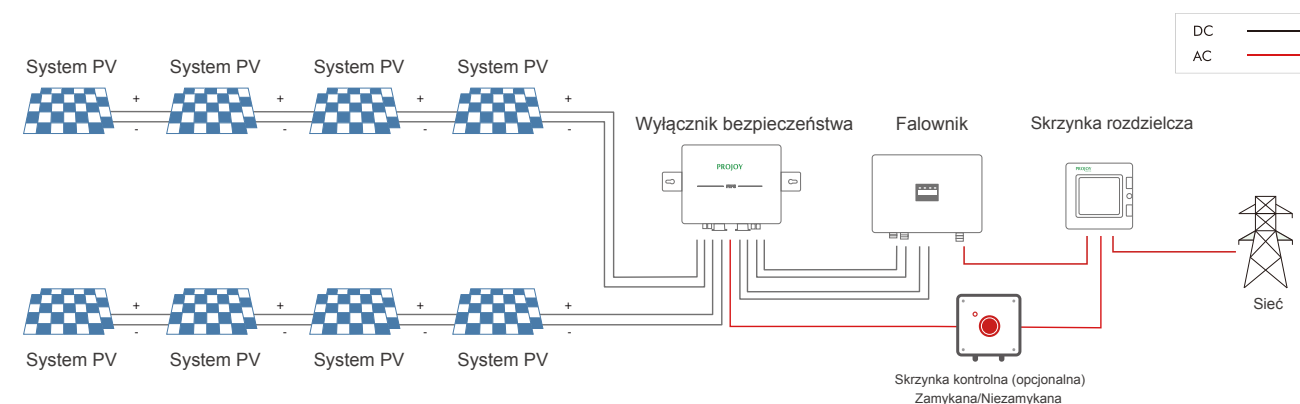 DC
AC
System PV
System PV
System PV
System PV
+
-
+
-
+
-
+
-
Wyłącznik bezpieczeństwa
Falownik
Skrzynka rozdzielcza
PROJOY
PROJOY
Sieć
+
-
+
-
+
-
+
-
System PV
System PV
System PV
System PV
Skrzynka kontrolna (opcjonalna)
Zamykana/Niezamykana